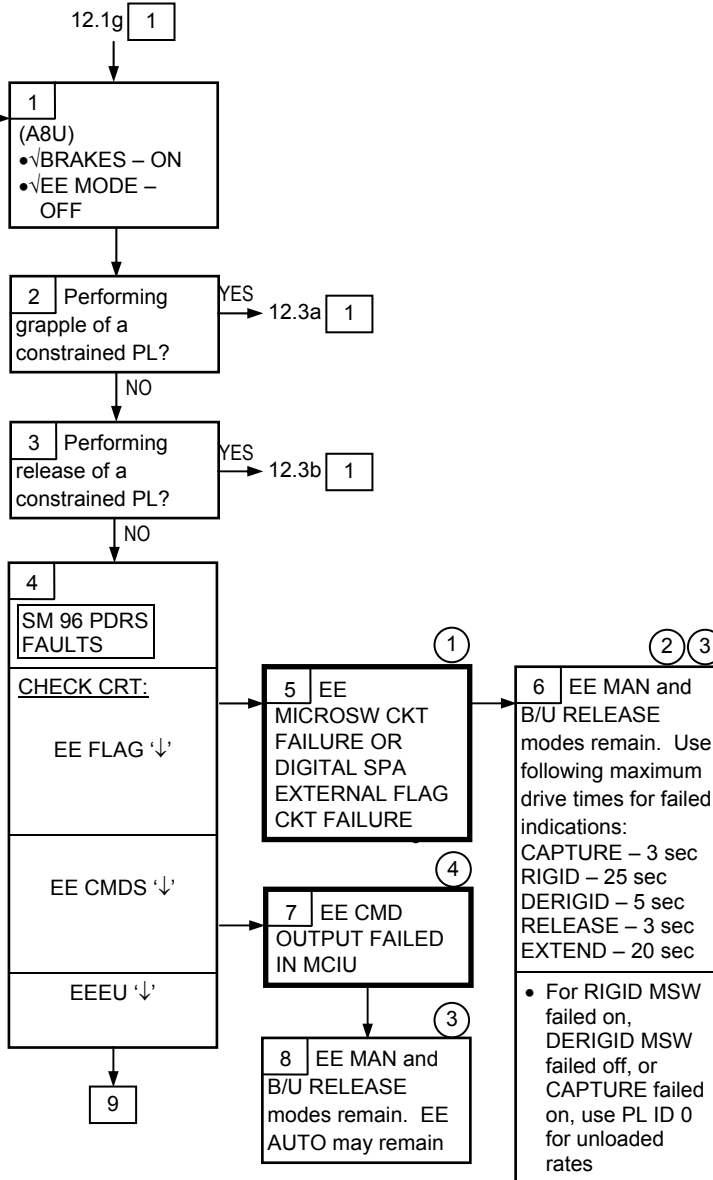 12.1g 1
1
(A8U)
•√BRAKES – ON
•√EE MODE –
OFF
2 Performing
grapple of a
constrained PL?
YES
12.3a 1
NO
3 Performing
release of a
constrained PL?
YES
12.3b 1
NO
4
SM 96 PDRS
FAULTS
CHECK CRT:
EE FLAG ‘↓’
EE CMDS ‘↓’
EEEU ‘↓’
9
1
5 EE
MICROSW CKT
FAILURE OR
DIGITAL SPA
EXTERNAL FLAG
CKT FAILURE
4
7 EE CMD
OUTPUT FAILED
IN MCIU
3
8 EE MAN and
B/U RELEASE
modes remain. EE
AUTO may remain
2 3
6 EE MAN and
B/U RELEASE
modes remain. Use
following maximum
drive times for failed
indications:
CAPTURE – 3 sec
RIGID – 25 sec
DERIGID – 5 sec
RELEASE – 3 sec
EXTEND – 20 sec
• For RIGID MSW
failed on,
DERIGID MSW
failed off, or
CAPTURE failed
on, use PL ID 0
for unloaded
rates